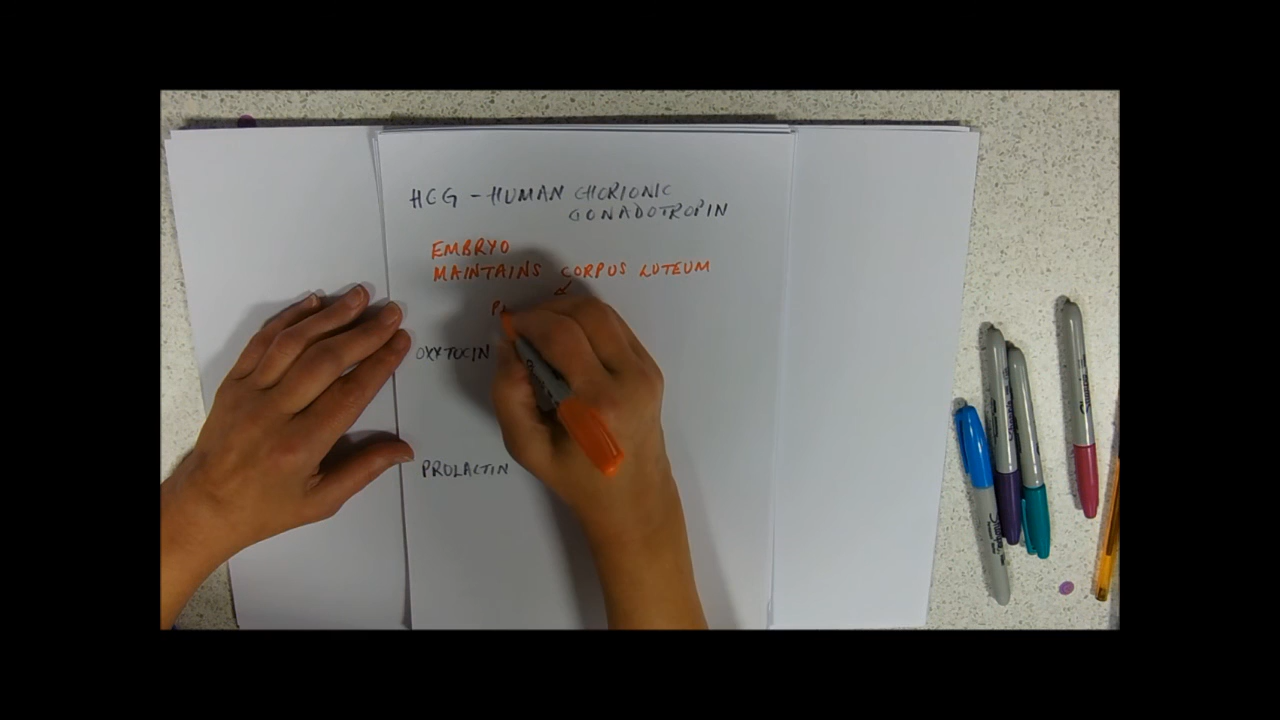 HCG - HUMAN CHORIONIC
GONADOTROPIN
EMBRYO
MAINTAINS CORPUS LUTEUM
OXYTOCIN
PROLACTIN